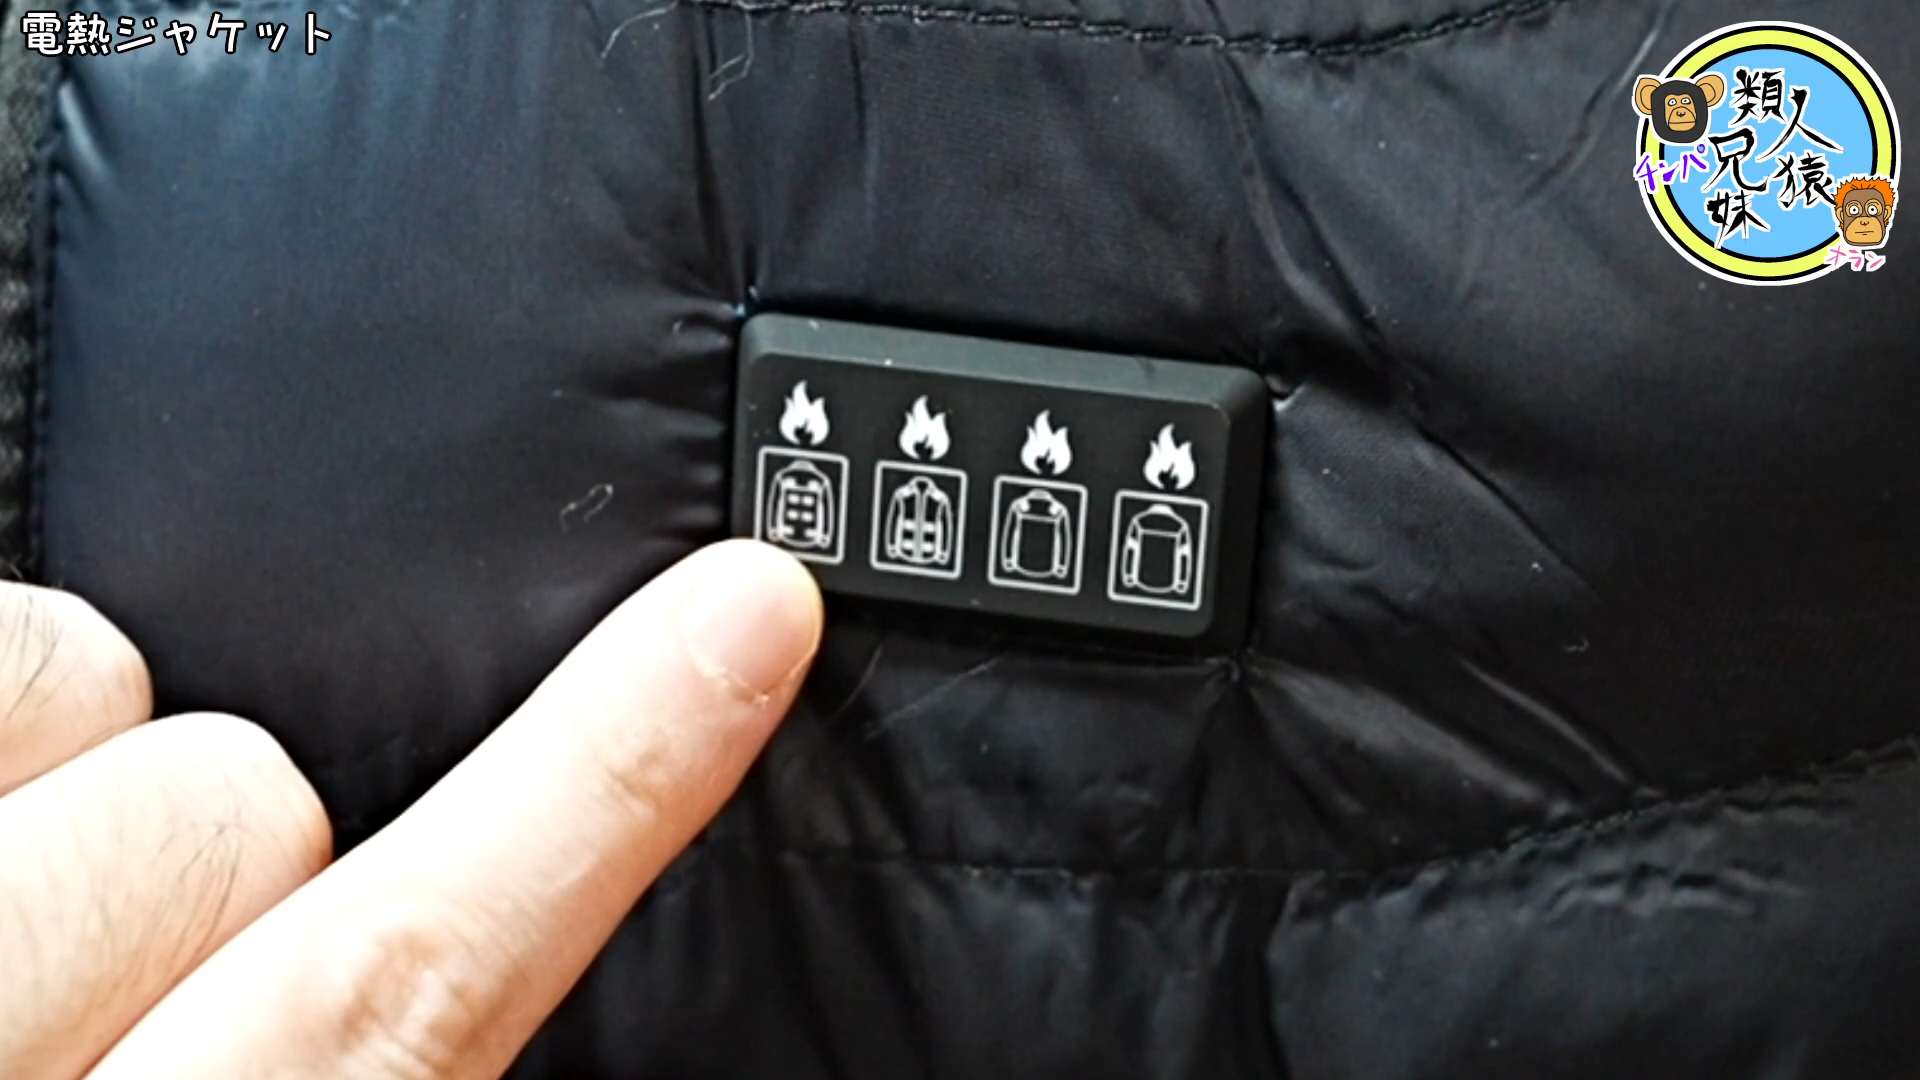 電熱ジャケット
類人猿
兄妹
チンパ
オラン